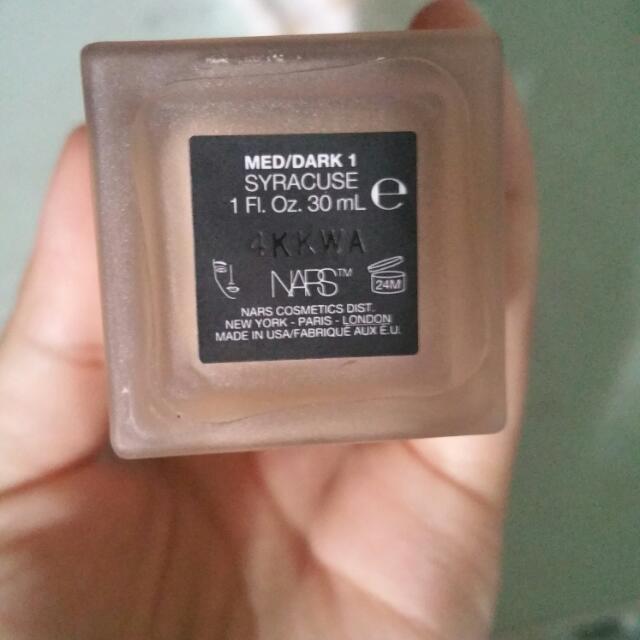 MED/DARK 1
SYRACUSE
1 Fl. Oz. 30 mL ℮
4KKWA
NARS™
24M
NARS COSMETICS DIST.
NEW YORK - PARIS - LONDON
MADE IN USA/FABRIQUÉ AUX É.U.